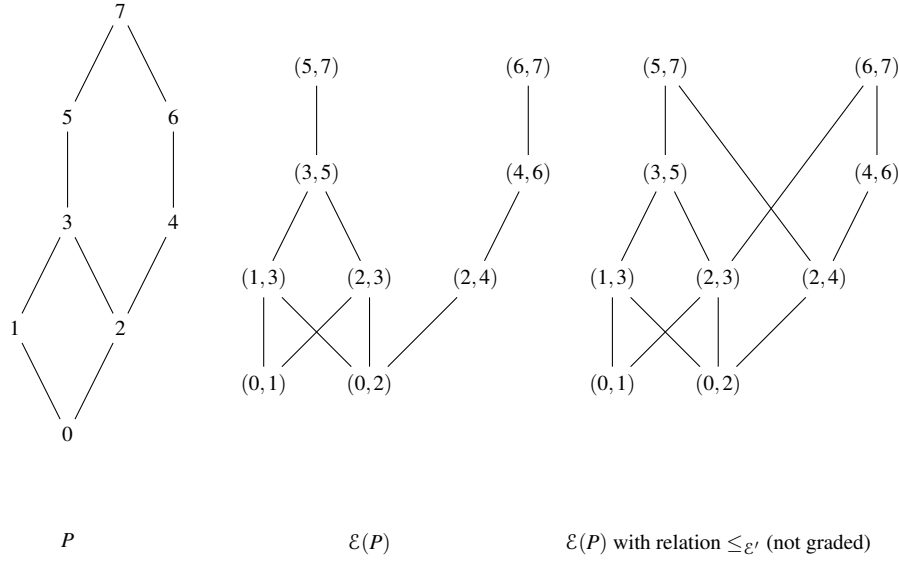 7
5 6
3 4
1 2
0
P
(5,7) (6,7)
(3,5) (4,6)
(1,3) (2,3) (2,4)
(0,1) (0,2)
ℰ(P)
(5,7) (6,7)
(3,5) (4,6)
(1,3) (2,3) (2,4)
(0,1) (0,2)
ℰ(P) with relation ≤ℰ′ (not graded)